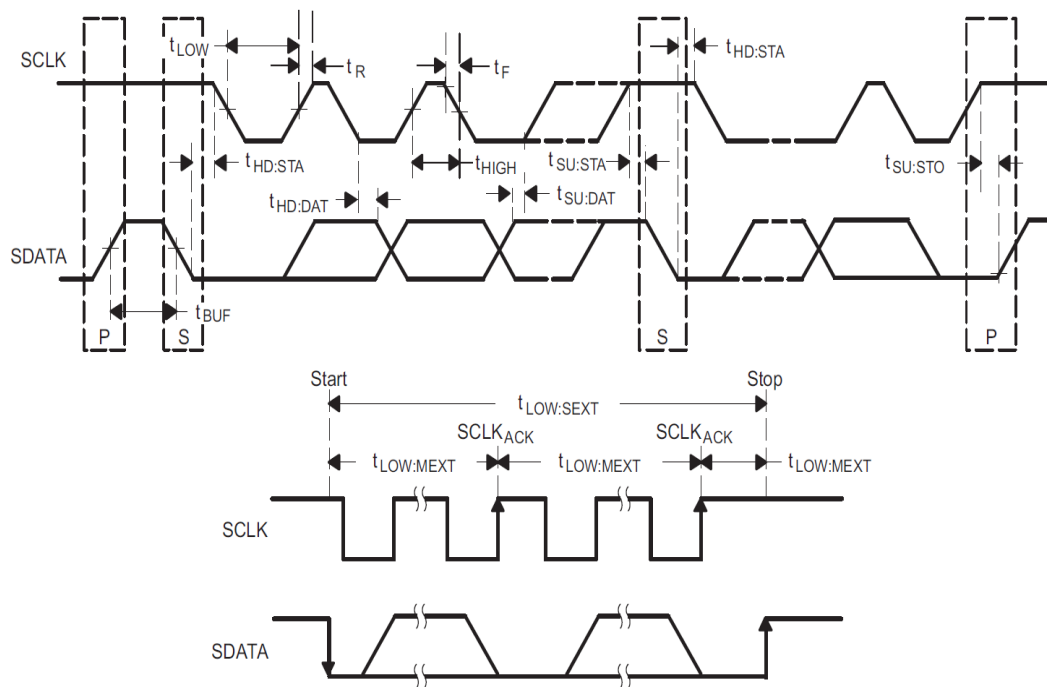 tLOW
tHD:STA
SCLK
tR
tF
tHD:STA
tHIGH
tSU:STA
tSU:STO
tHD:DAT
tSU:DAT
SDATA
tBUF
P
S
S
P
Start
Stop
tLOW:SEXT
SCLKACK
SCLKACK
tLOW:MEXT
tLOW:MEXT
tLOW:MEXT
SCLK
SDATA